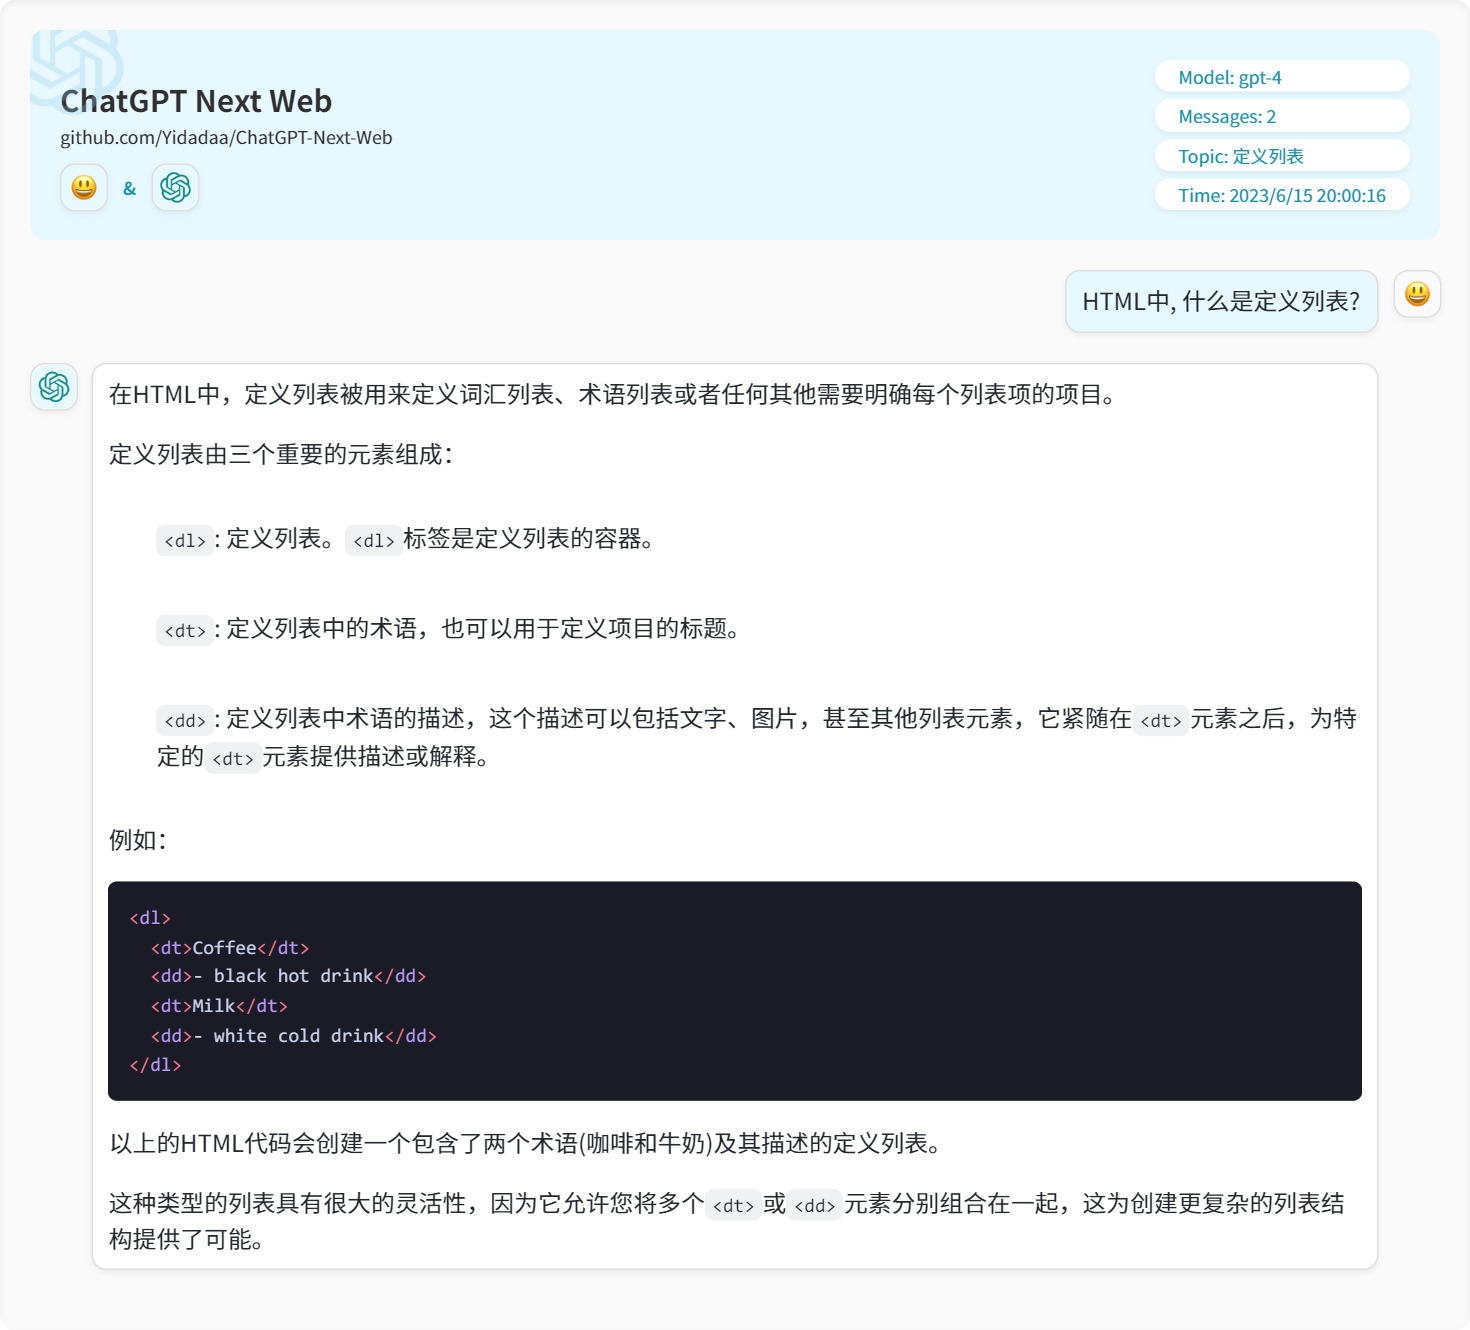 ChatGPT Next Web
github.com/Yidadaa/ChatGPT-Next-Web
&
Model: gpt-4
Messages: 2
Topic: 定义列表
Time: 2023/6/15 20:00:16
HTML中, 什么是定义列表?
在HTML中，定义列表被用来定义词汇列表、术语列表或者任何其他需要明确每个列表项的项目。
定义列表由三个重要的元素组成：
<dl>: 定义列表。<dl>标签是定义列表的容器。
<dt>: 定义列表中的术语，也可以用于定义项目的标题。
<dd>: 定义列表中术语的描述，这个描述可以包括文字、图片，甚至其他列表元素，它紧随在<dt>元素之后，为特
定的<dt>元素提供描述或解释。
例如：
<dl>
  <dt>Coffee</dt>
  <dd>- black hot drink</dd>
  <dt>Milk</dt>
  <dd>- white cold drink</dd>
</dl>
以上的HTML代码会创建一个包含了两个术语(咖啡和牛奶)及其描述的定义列表。
这种类型的列表具有很大的灵活性，因为它允许您将多个<dt>或<dd>元素分别组合在一起，这为创建更复杂的列表结
构提供了可能。